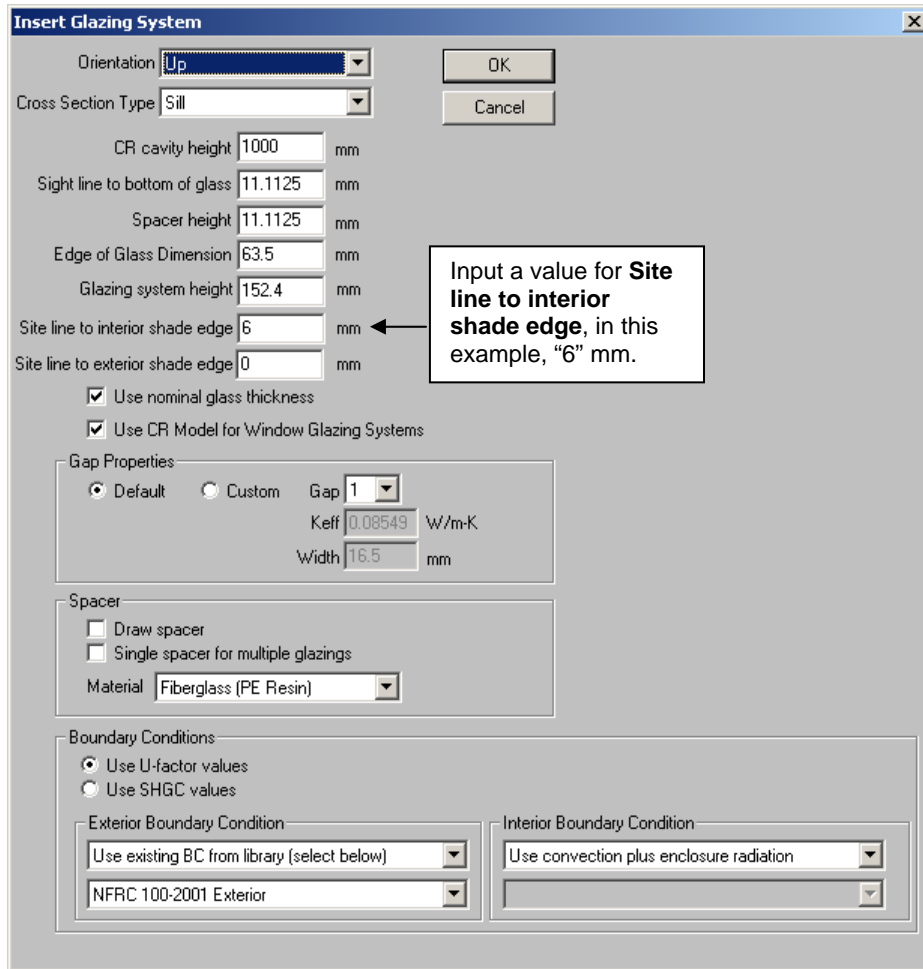 Insert Glazing System
Orientation Up
OK
Cross Section Type Sill
Cancel
CR cavity height 1000 mm
Sight line to bottom of glass 11.1125 mm
Spacer height 11.1125 mm
Edge of Glass Dimension 63.5 mm
Glazing system height 152.4 mm
Site line to interior shade edge 6 mm
Site line to exterior shade edge 0 mm
Input a value for Site
line to interior
shade edge, in this
example, “6” mm.
Use nominal glass thickness
Use CR Model for Window Glazing Systems
Gap Properties
Default Custom Gap 1
Keff 0.08549 W/m-K
Width 16.5 mm
Spacer
Draw spacer
Single spacer for multiple glazings
Material Fiberglass (PE Resin)
Boundary Conditions
Use U-factor values
Use SHGC values
Exterior Boundary Condition
Use existing BC from library (select below)
NFRC 100-2001 Exterior
Interior Boundary Condition
Use convection plus enclosure radiation